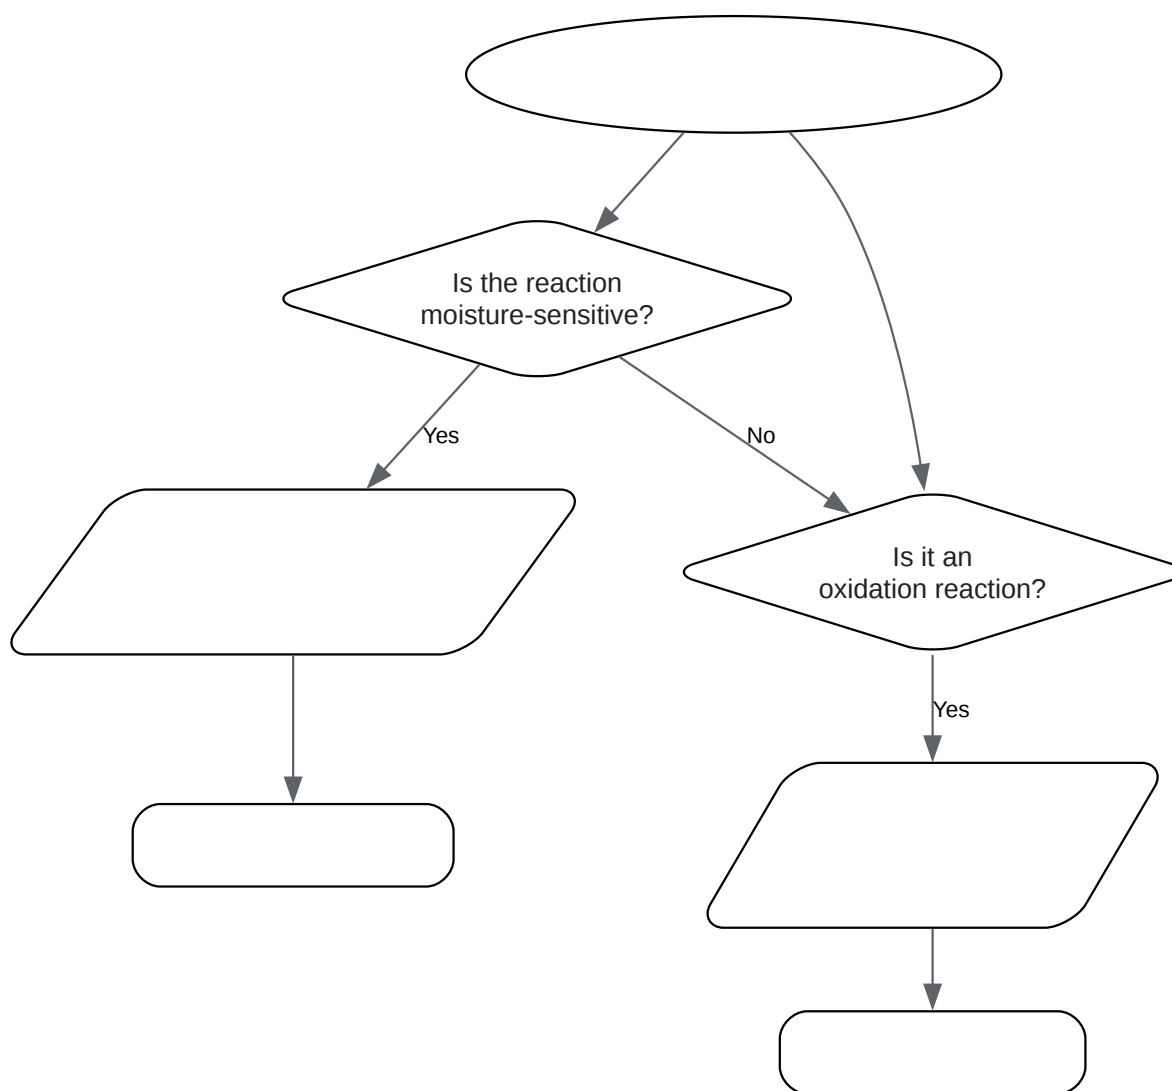 Is the reaction
moisture-sensitive?
Yes
No
Is it an
oxidation reaction?
Yes